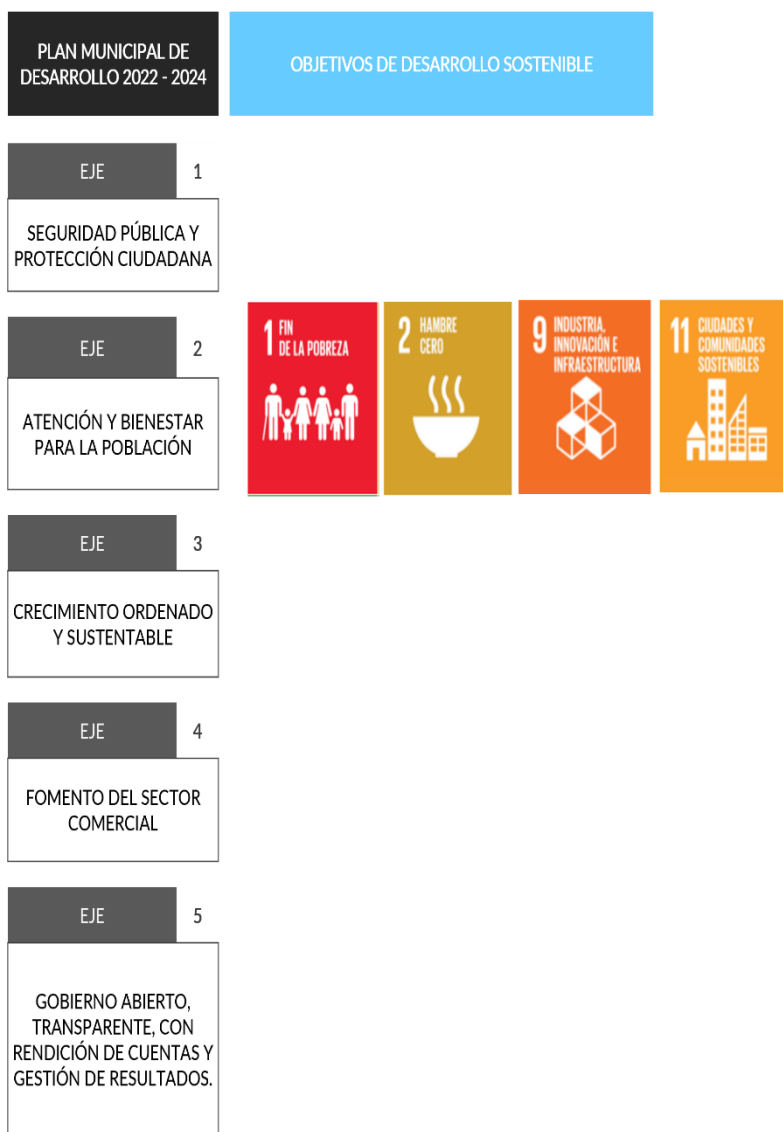 PLAN MUNICIPAL DE
DESARROLLO 2022 - 2024
OBJETIVOS DE DESARROLLO SOSTENIBLE
EJE 1
SEGURIDAD PÚBLICA Y
PROTECCIÓN CIUDADANA
EJE 2
ATENCIÓN Y BIENESTAR
PARA LA POBLACIÓN
1 FIN
DE LA POBREZA
2 HAMBRE
CERO
9 INDUSTRIA,
INNOVACIÓN E
INFRAESTRUCTURA
11 CIUDADES Y
COMUNIDADES
SOSTENIBLES
EJE 3
CRECIMIENTO ORDENADO
Y SUSTENTABLE
EJE 4
FOMENTO DEL SECTOR
COMERCIAL
EJE 5
GOBIERNO ABIERTO,
TRANSPARENTE, CON
RENDICIÓN DE CUENTAS Y
GESTIÓN DE RESULTADOS.